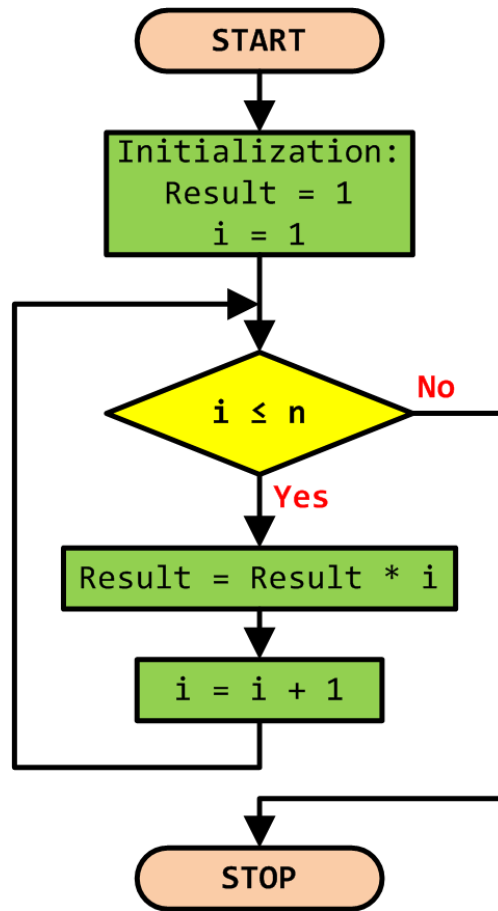 START
Initialization:
Result = 1
i = 1
i ≤ n
No
Yes
Result = Result * i
i = i + 1
STOP